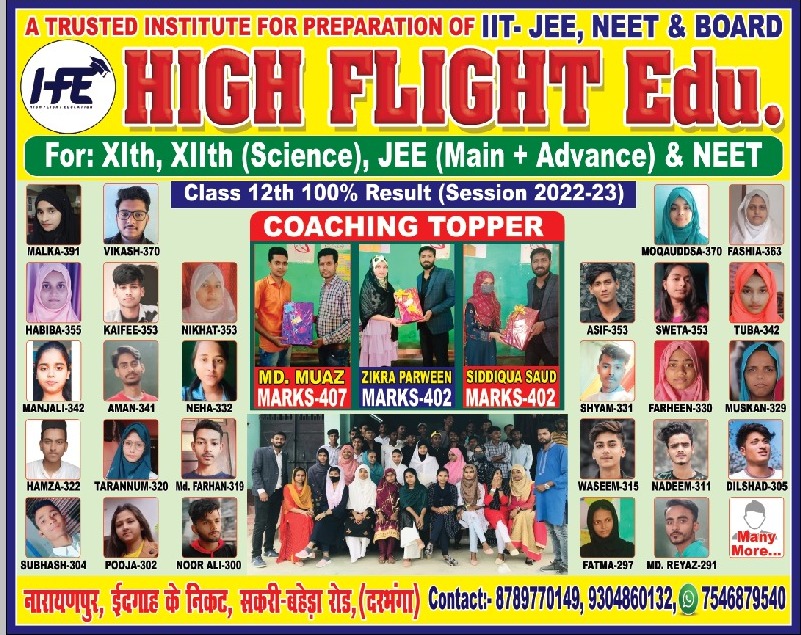 A TRUSTED INSTITUTE FOR PREPARATION OF IIT- JEE, NEET & BOARD
HFE
HIGH FLIGHT Edu.
For: XIth, XIIth (Science), JEE (Main + Advance) & NEET
Class 12th 100% Result (Session 2022-23)
COACHING TOPPER
MALKA-391 VIKASH-370
MOQAUDDSA-370 FASHIA-363
HABIBA-355 KAIFEE-353 NIKHAT-353
ASIF-353 SWETA-353 TUBA-342
MD. MUAZ ZIKRA PARWEEN SIDDIQUA SAUD
MARKS-407 MARKS-402 MARKS-402
MANJALI-342 AMAN-341 NEHA-332
SHYAM-331 FARHEEN-330 MUSKAN-329
HAMZA-322 TARANNUM-320 Md. FARHAN-319
WASEEM-315 NADEEM-311 DILSHAD-305
SUBHASH-304 POOJA-302 NOOR ALI-300
FATMA-297 MD. REYAZ-291
Many
More...
नारायणपुर, ईदगाह के निकट, सकरी-बहेड़ा रोड,(दरभंगा) Contact:- 8789770149, 9304860132, 7546879540